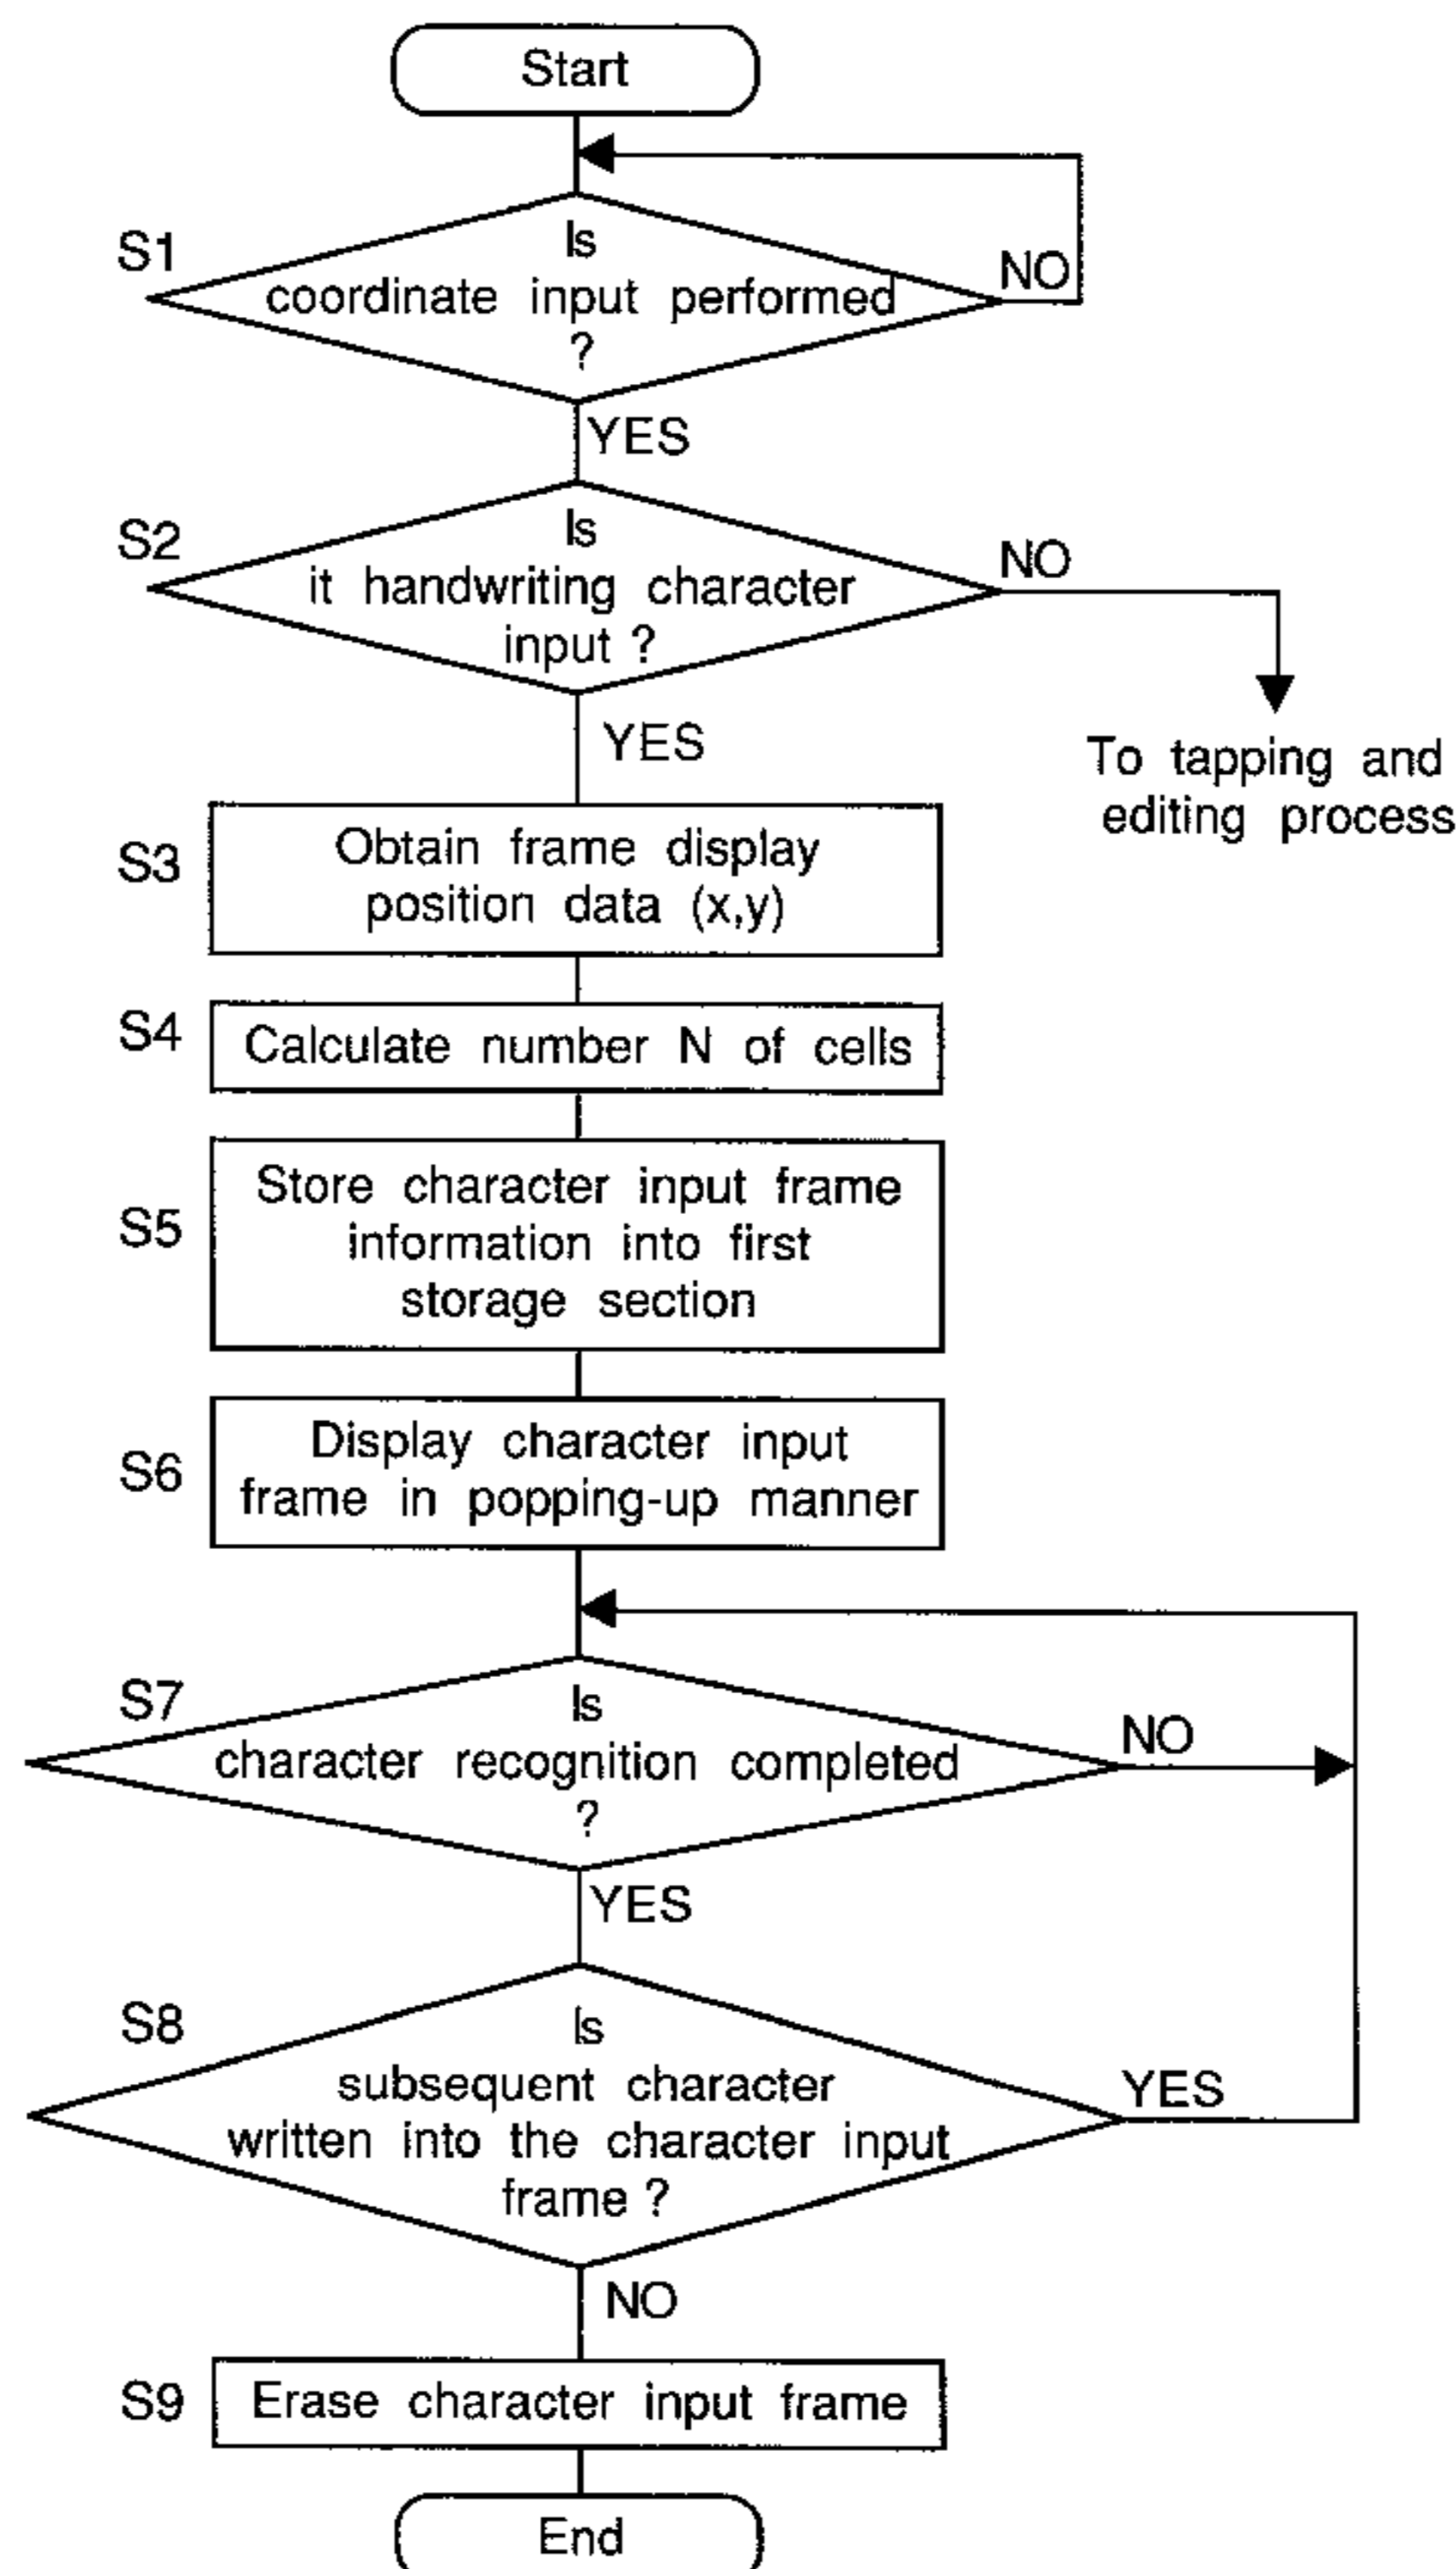 Start
S1
Is
coordinate input performed
?
NO
YES
S2
Is
it handwriting character
input ?
NO
To tapping and
editing process
YES
S3
Obtain frame display
position data (x,y)
S4
Calculate number N of cells
S5
Store character input frame
information into first
storage section
S6
Display character input
frame in popping-up manner
S7
Is
character recognition completed
?
NO
YES
S8
Is
subsequent character
written into the character input
frame ?
YES
NO
S9
Erase character input frame
End